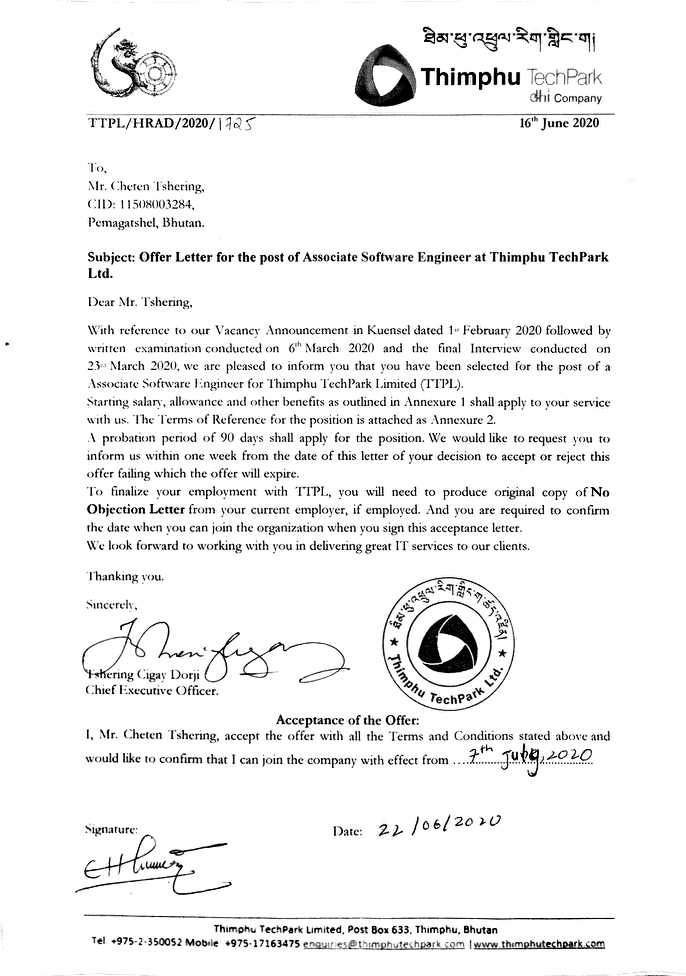 ཐིམ་ཕུ་འཕྲུལ་རིག་གླིང་ག།
Thimphu TechPark
dhi Company
TTPL/HRAD/2020/1725
16th June 2020
To,
Mr. Cheten Tshering,
CID: 11508003284,
Pemagatshel, Bhutan.
Subject: Offer Letter for the post of Associate Software Engineer at Thimphu TechPark
Ltd.
Dear Mr. Tshering,
With reference to our Vacancy Announcement in Kuensel dated 1st February 2020 followed by
written examination conducted on 6th March 2020 and the final Interview conducted on
23rd March 2020, we are pleased to inform you that you have been selected for the post of a
Associate Software Engineer for Thimphu TechPark Limited (TTPL).
Starting salary, allowance and other benefits as outlined in Annexure 1 shall apply to your service
with us. The Terms of Reference for the position is attached as Annexure 2.
A probation period of 90 days shall apply for the position. We would like to request you to
inform us within one week from the date of this letter of your decision to accept or reject this
offer failing which the offer will expire.
To finalize your employment with TTPL, you will need to produce original copy of No
Objection Letter from your current employer, if employed. And you are required to confirm
the date when you can join the organization when you sign this acceptance letter.
We look forward to working with you in delivering great IT services to our clients.
Thanking you.
Sincerely,
Tshering Cigay Dorji
Chief Executive Officer.
Thimphu TechPark Ltd.
Acceptance of the Offer:
I, Mr. Cheten Tshering, accept the offer with all the Terms and Conditions stated above and
would like to confirm that I can join the company with effect from ....7th July, 2020
Signature:
Date: 22/06/2020
Thimphu TechPark Limited, Post Box 633, Thimphu, Bhutan
Tel +975-2-350052 Mobile +975-17163475 enquiries@thimphutechpark.com | www.thimphutechpark.com